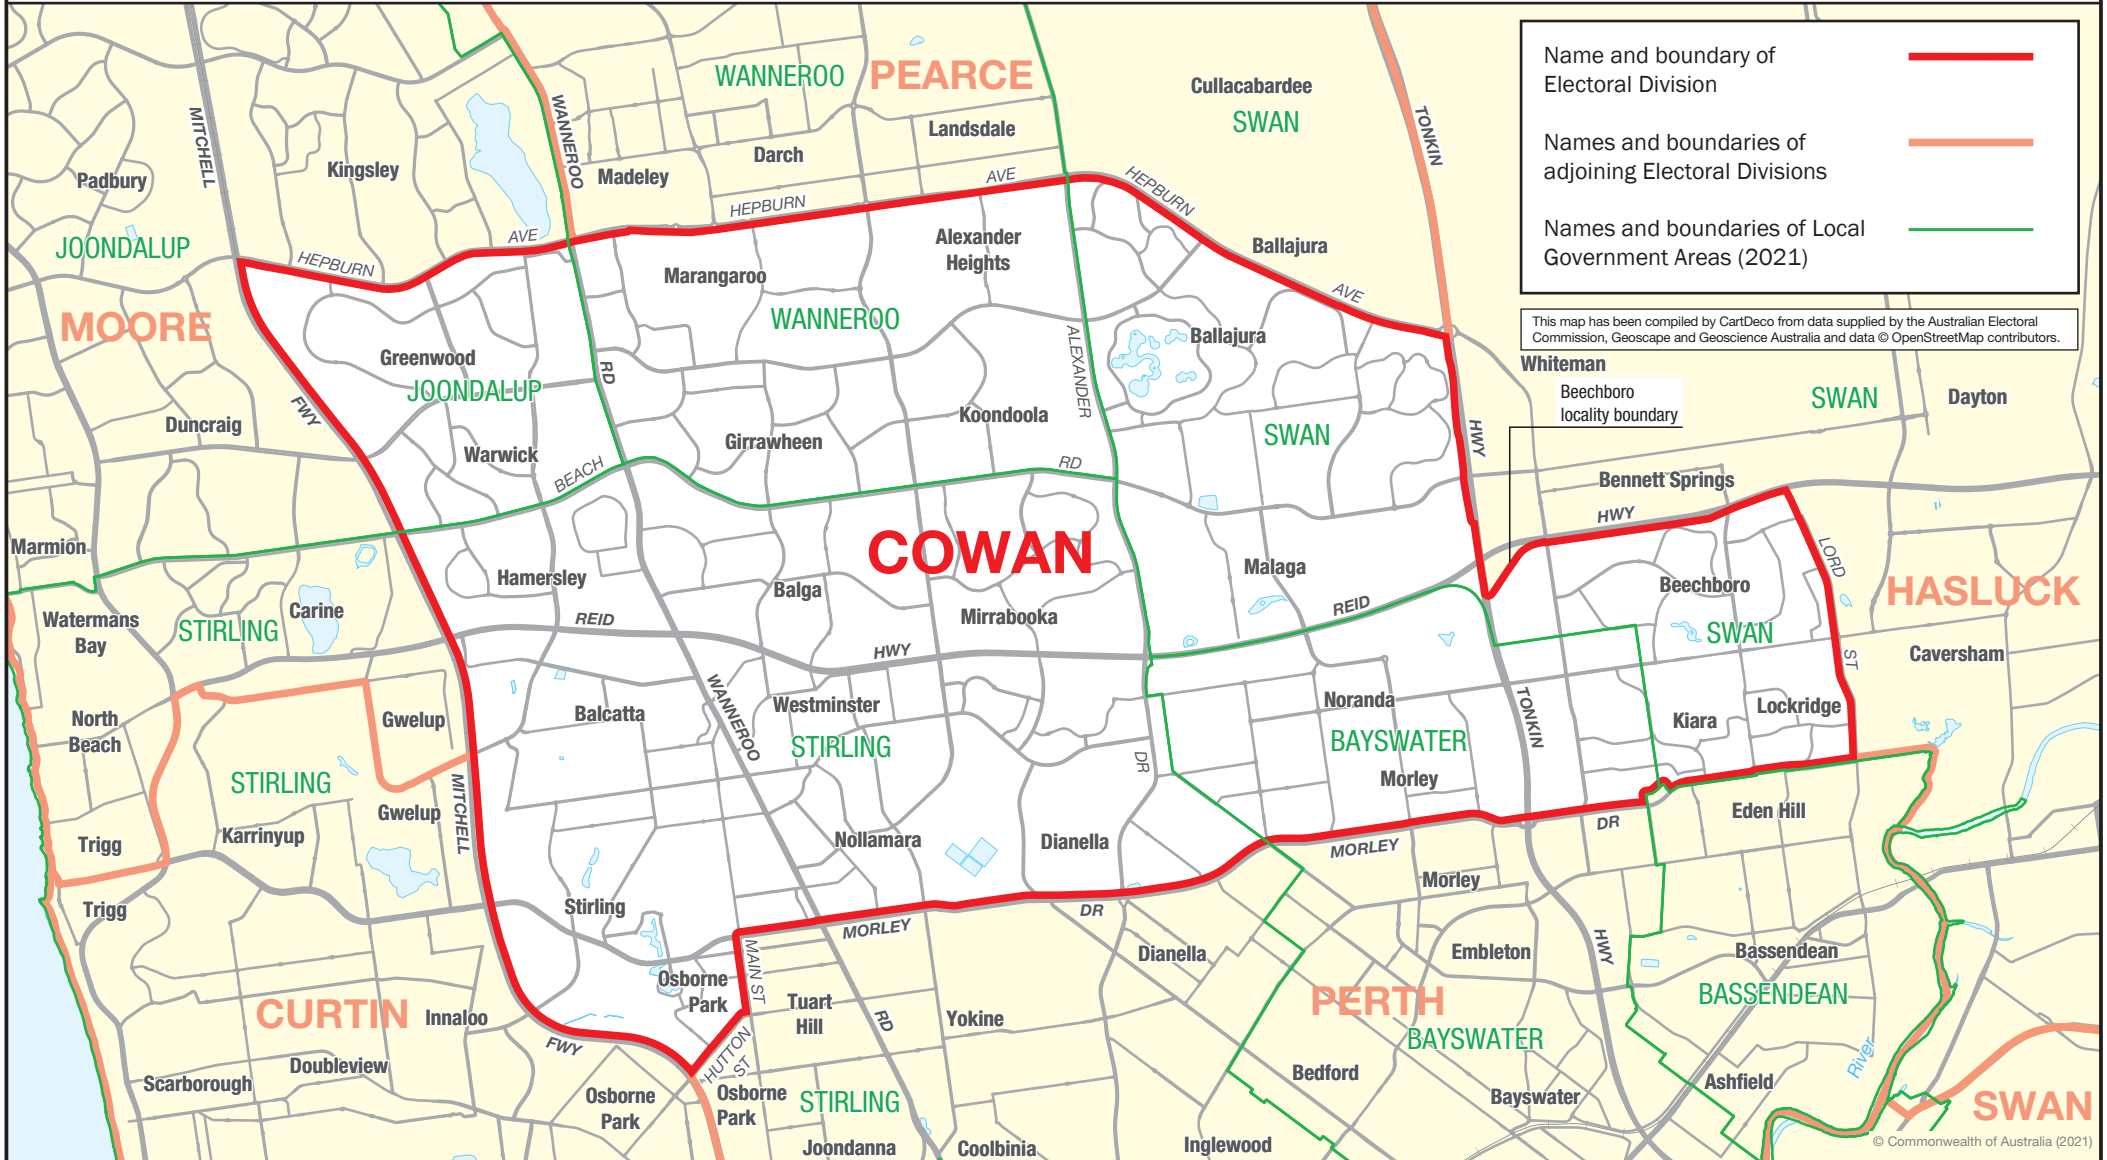 Name and boundary of
Electoral Division
Names and boundaries of
adjoining Electoral Divisions
Names and boundaries of Local
Government Areas (2021)
This map has been compiled by CartDeco from data supplied by the Australian Electoral
Commission, Geoscape and Geoscience Australia and data © OpenStreetMap contributors.
WANNEROO
PEARCE
Cullacabardee
SWAN
MITCHELL
WANNEROO
TONKIN
Landsdale
Darch
Kingsley
Madeley
Padbury
AVE
HEPBURN
HEPBURN
AVE
JOONDALUP
HEPBURN
Alexander
Heights
Ballajura
Marangaroo
AVE
MOORE
WANNEROO
ALEXANDER
Ballajura
Greenwood
RD
Whiteman
JOONDALUP
Beechboro
locality boundary
SWAN
Dayton
FWY
Duncraig
Koondoola
Girrawheen
SWAN
HWY
Warwick
BEACH
RD
Bennett Springs
HWY
Marmion
COWAN
LORD
Hamersley
Balga
Malaga
Beechboro
HASLUCK
Watermans
Bay
STIRLING
Carine
REID
Mirrabooka
REID
SWAN
HWY
ST
Caversham
North
Beach
Gwelup
Balcatta
WANNEROO
Westminster
Noranda
TONKIN
Kiara
Lockridge
STIRLING
BAYSWATER
DR
STIRLING
MITCHELL
Morley
Gwelup
Trigg
Karrinyup
Nollamara
Dianella
DR
Eden Hill
MORLEY
Trigg
Stirling
Morley
DR
MORLEY
HWY
Dianella
Embleton
Bassendean
MAIN ST
Osborne
Park
BASSENDEAN
CURTIN
Innaloo
Tuart
Hill
RD
Yokine
PERTH
BAYSWATER
FWY
HUTTON
ST
Doubleview
Scarborough
Bedford
River
Ashfield
Osborne
Park
Osborne
Park
STIRLING
Bayswater
SWAN
Joondanna
Coolbinia
Inglewood
© Commonwealth of Australia (2021)